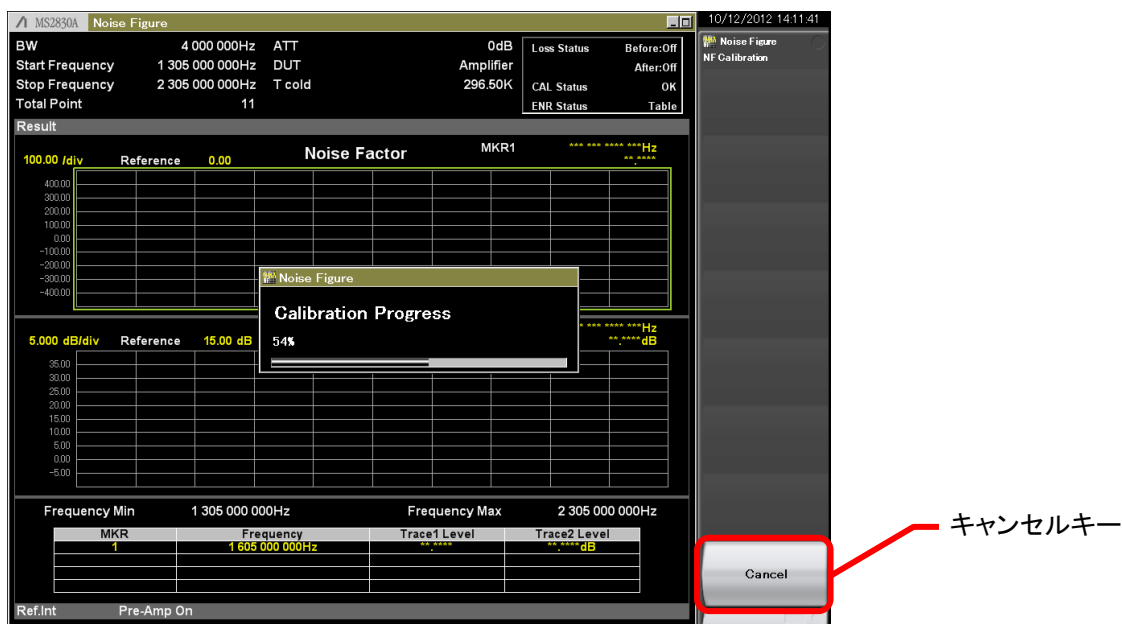 MS2830A Noise Figure
10/12/2012 14:11:41
BW 4 000 000Hz ATT 0dB
Start Frequency 1 305 000 000Hz DUT Amplifier
Stop Frequency 2 305 000 000Hz T cold 296.50K
Total Point 11
Loss Status Before:Off
After:Off
CAL Status OK
ENR Status Table
Noise Figure
NF Calibration
Result
100.00 /div Reference 0.00 Noise Factor MKR1 *** *** **** ***Hz
**.****
400.00
300.00
200.00
100.00
0.00
-100.00
-200.00
-300.00
-400.00
Noise Figure
Calibration Progress
54%
5.000 dB/div Reference 15.00 dB
* *** **** ***Hz
**.****dB
35.00
30.00
25.00
20.00
15.00
10.00
5.00
0.00
-5.00
Frequency Min 1 305 000 000Hz Frequency Max 2 305 000 000Hz
MKR Frequency Trace1 Level Trace2 Level
1 1 605 000 000Hz **.**** **.****dB
Ref.Int Pre-Amp On
Cancel
キャンセルキー